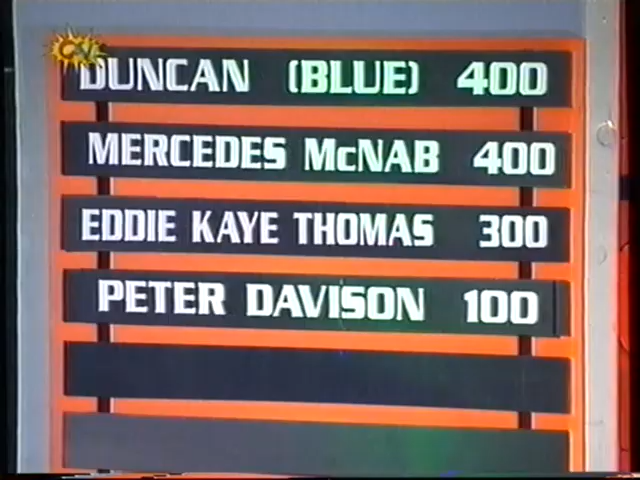 DUNCAN (BLUE) 400
MERCEDES McNAB 400
EDDIE KAYE THOMAS 300
PETER DAVISON 100